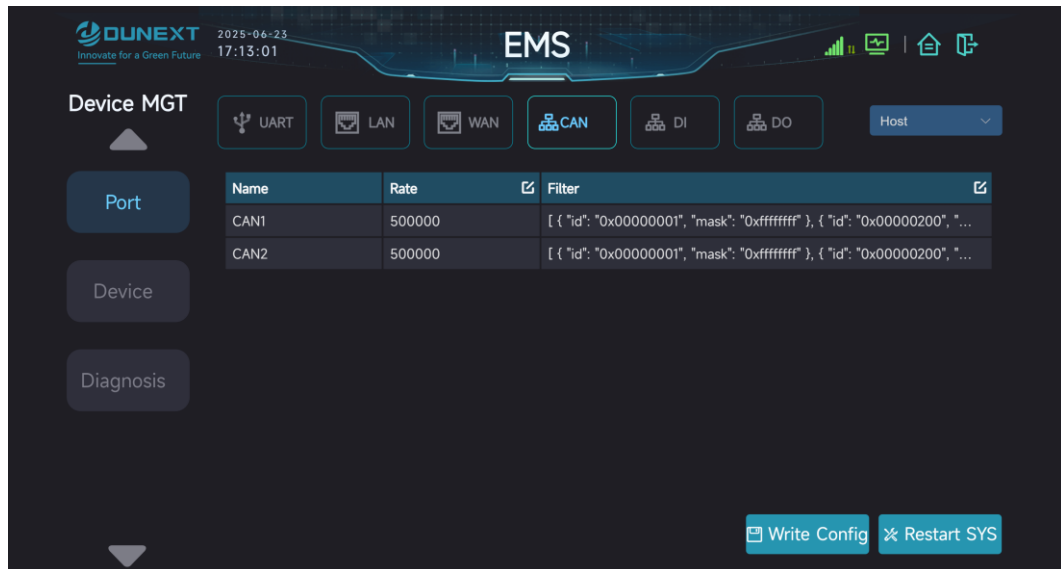 DUNEXT
Innovate for a Green Future
2025-06-23
17:13:01
EMS
Device MGT
UART
LAN
WAN
CAN
DI
DO
Host
Port
Device
Diagnosis
Name Rate Filter
CAN1 500000 [ { "id": "0x00000001", "mask": "0xffffffff" }, { "id": "0x00000200", "...
CAN2 500000 [ { "id": "0x00000001", "mask": "0xffffffff" }, { "id": "0x00000200", "...
Write Config
Restart SYS